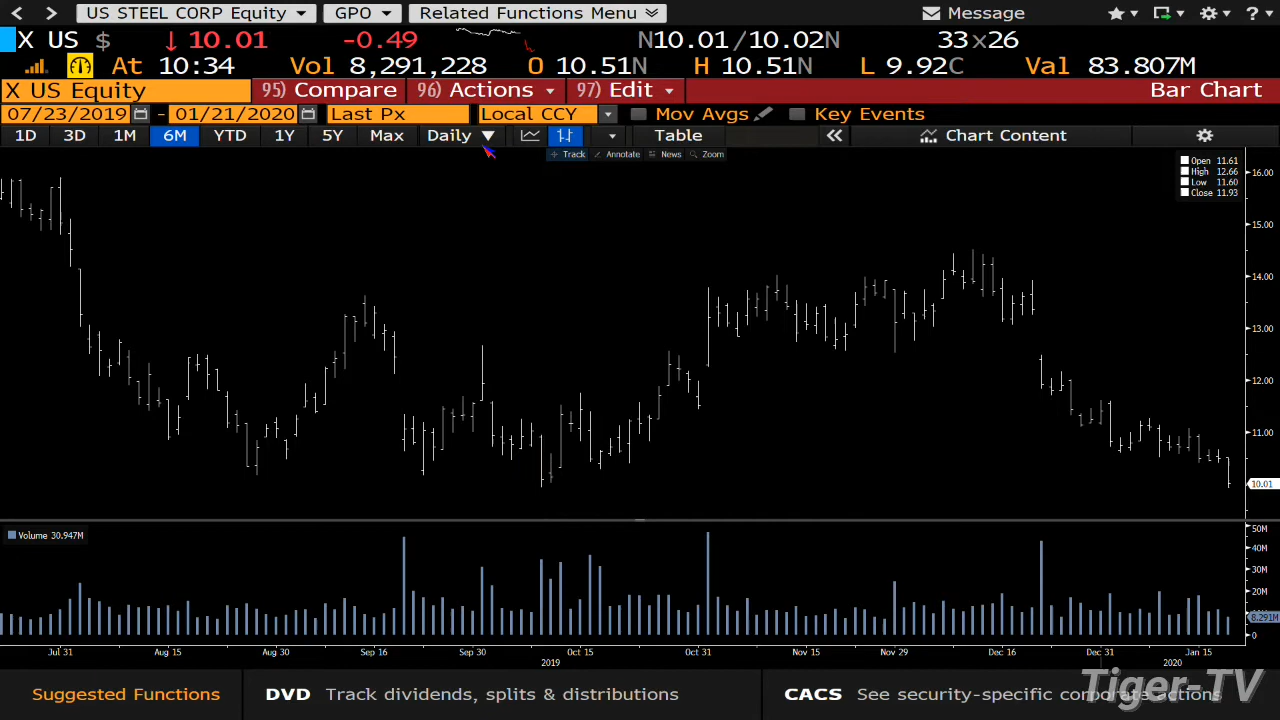 < > US STEEL CORP Equity GPO Related Functions Menu Message ?
X US $ ↓ 10.01 -0.49 N10.01/10.02N 33x26
At 10:34 Vol 8,291,228 O 10.51N H 10.51N L 9.92C Val 83.807M
X US Equity 95) Compare 96) Actions 97) Edit Bar Chart
07/23/2019 - 01/21/2020 Last Px Local CCY Mov Avgs Key Events
1D 3D 1M 6M YTD 1Y 5Y Max Daily Table Chart Content
Track Annotate News Zoom
Open 11.61
High 12.66
Low 11.60
Close 11.93
16.00
15.00
14.00
13.00
12.00
11.00
10.01
Volume 30.947M
50M
40M
30M
20M
8.291M
0
Jul 31 Aug 15 Aug 30 Sep 16 Sep 30 Oct 15 Oct 31 Nov 15 Nov 29 Dec 16 Dec 31 Jan 15
2019 2020
Suggested Functions DVD Track dividends, splits & distributions CACS See security-specific corporate actions
Tiger-TV